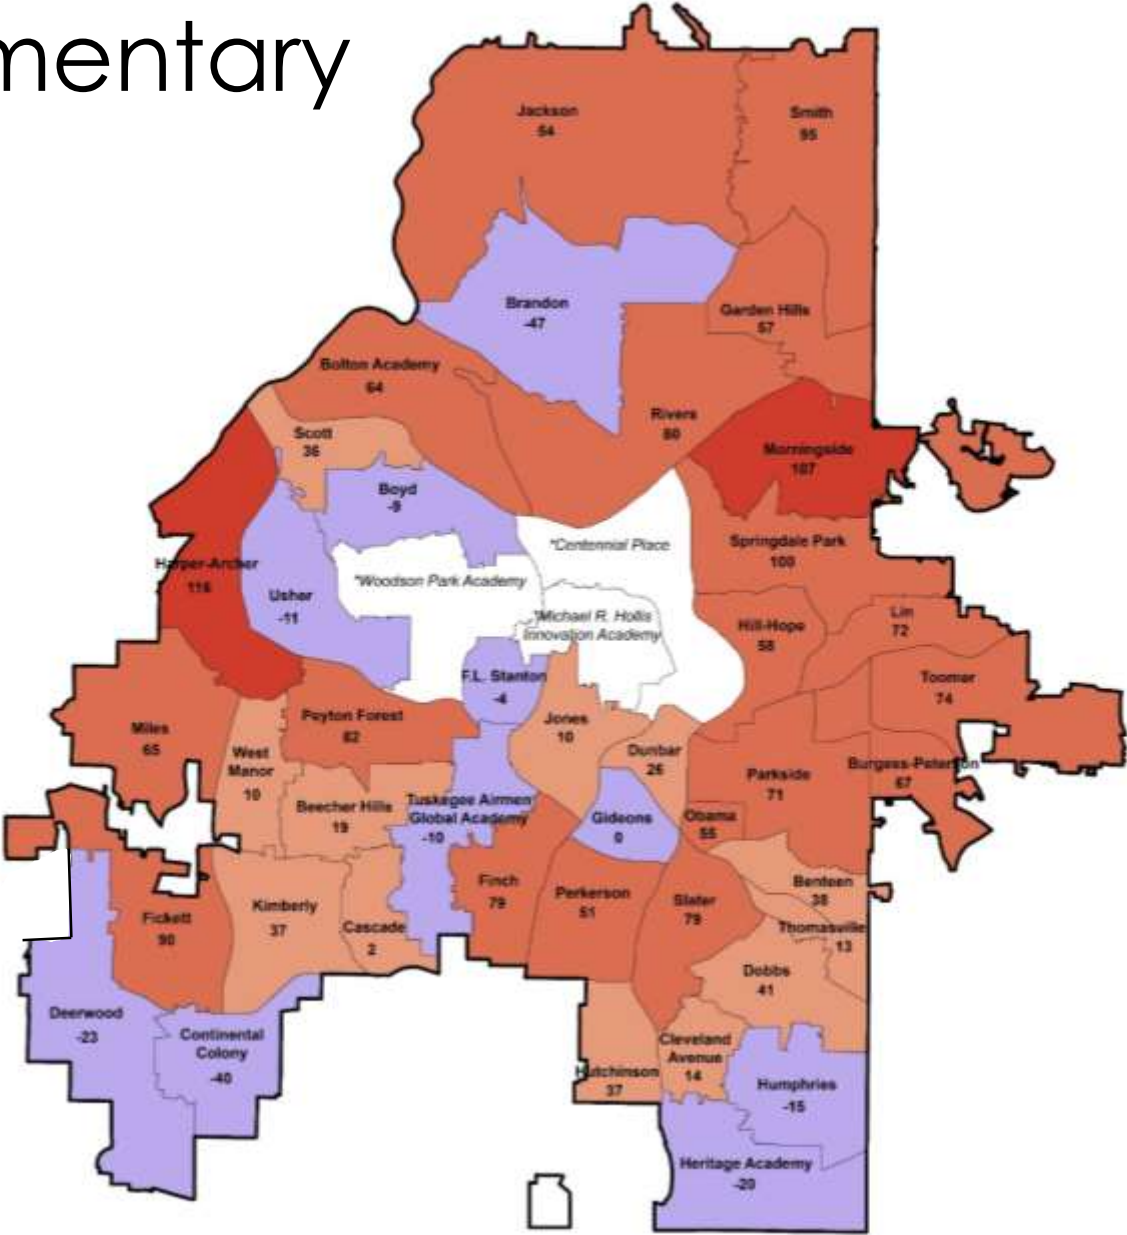 mentary
Jackson
54
Smith
95
Brandon
-47
Garden Hills
57
Bolton Academy
64
Rivers
80
Scott
36
Morningside
107
Boyd
-9
Springdale Park
100
*Centennial Place
Harper-Archer
116
*Woodson Park Academy
Usher
-11
*Michael R. Hollis
Innovation Academy
Hill-Hope
58
Lin
72
F.L. Stanton
-4
Toomer
74
Miles
65
Peyton Forest
82
Jones
10
West
Manor
10
Dunbar
26
Parkside
71
Burgess-Peterson
67
Beecher Hills
19
Tuskegee Airmen
Global Academy
-10
Gideons
0
Obama
55
Finch
79
Perkerson
51
Slater
79
Benteen
38
Fickett
90
Kimberly
37
Cascade
2
Thomasville
13
Dobbs
41
Deerwood
-23
Continental
Colony
-40
Cleveland
Avenue
14
Hutchinson
37
Humphries
-15
Heritage Academy
-20